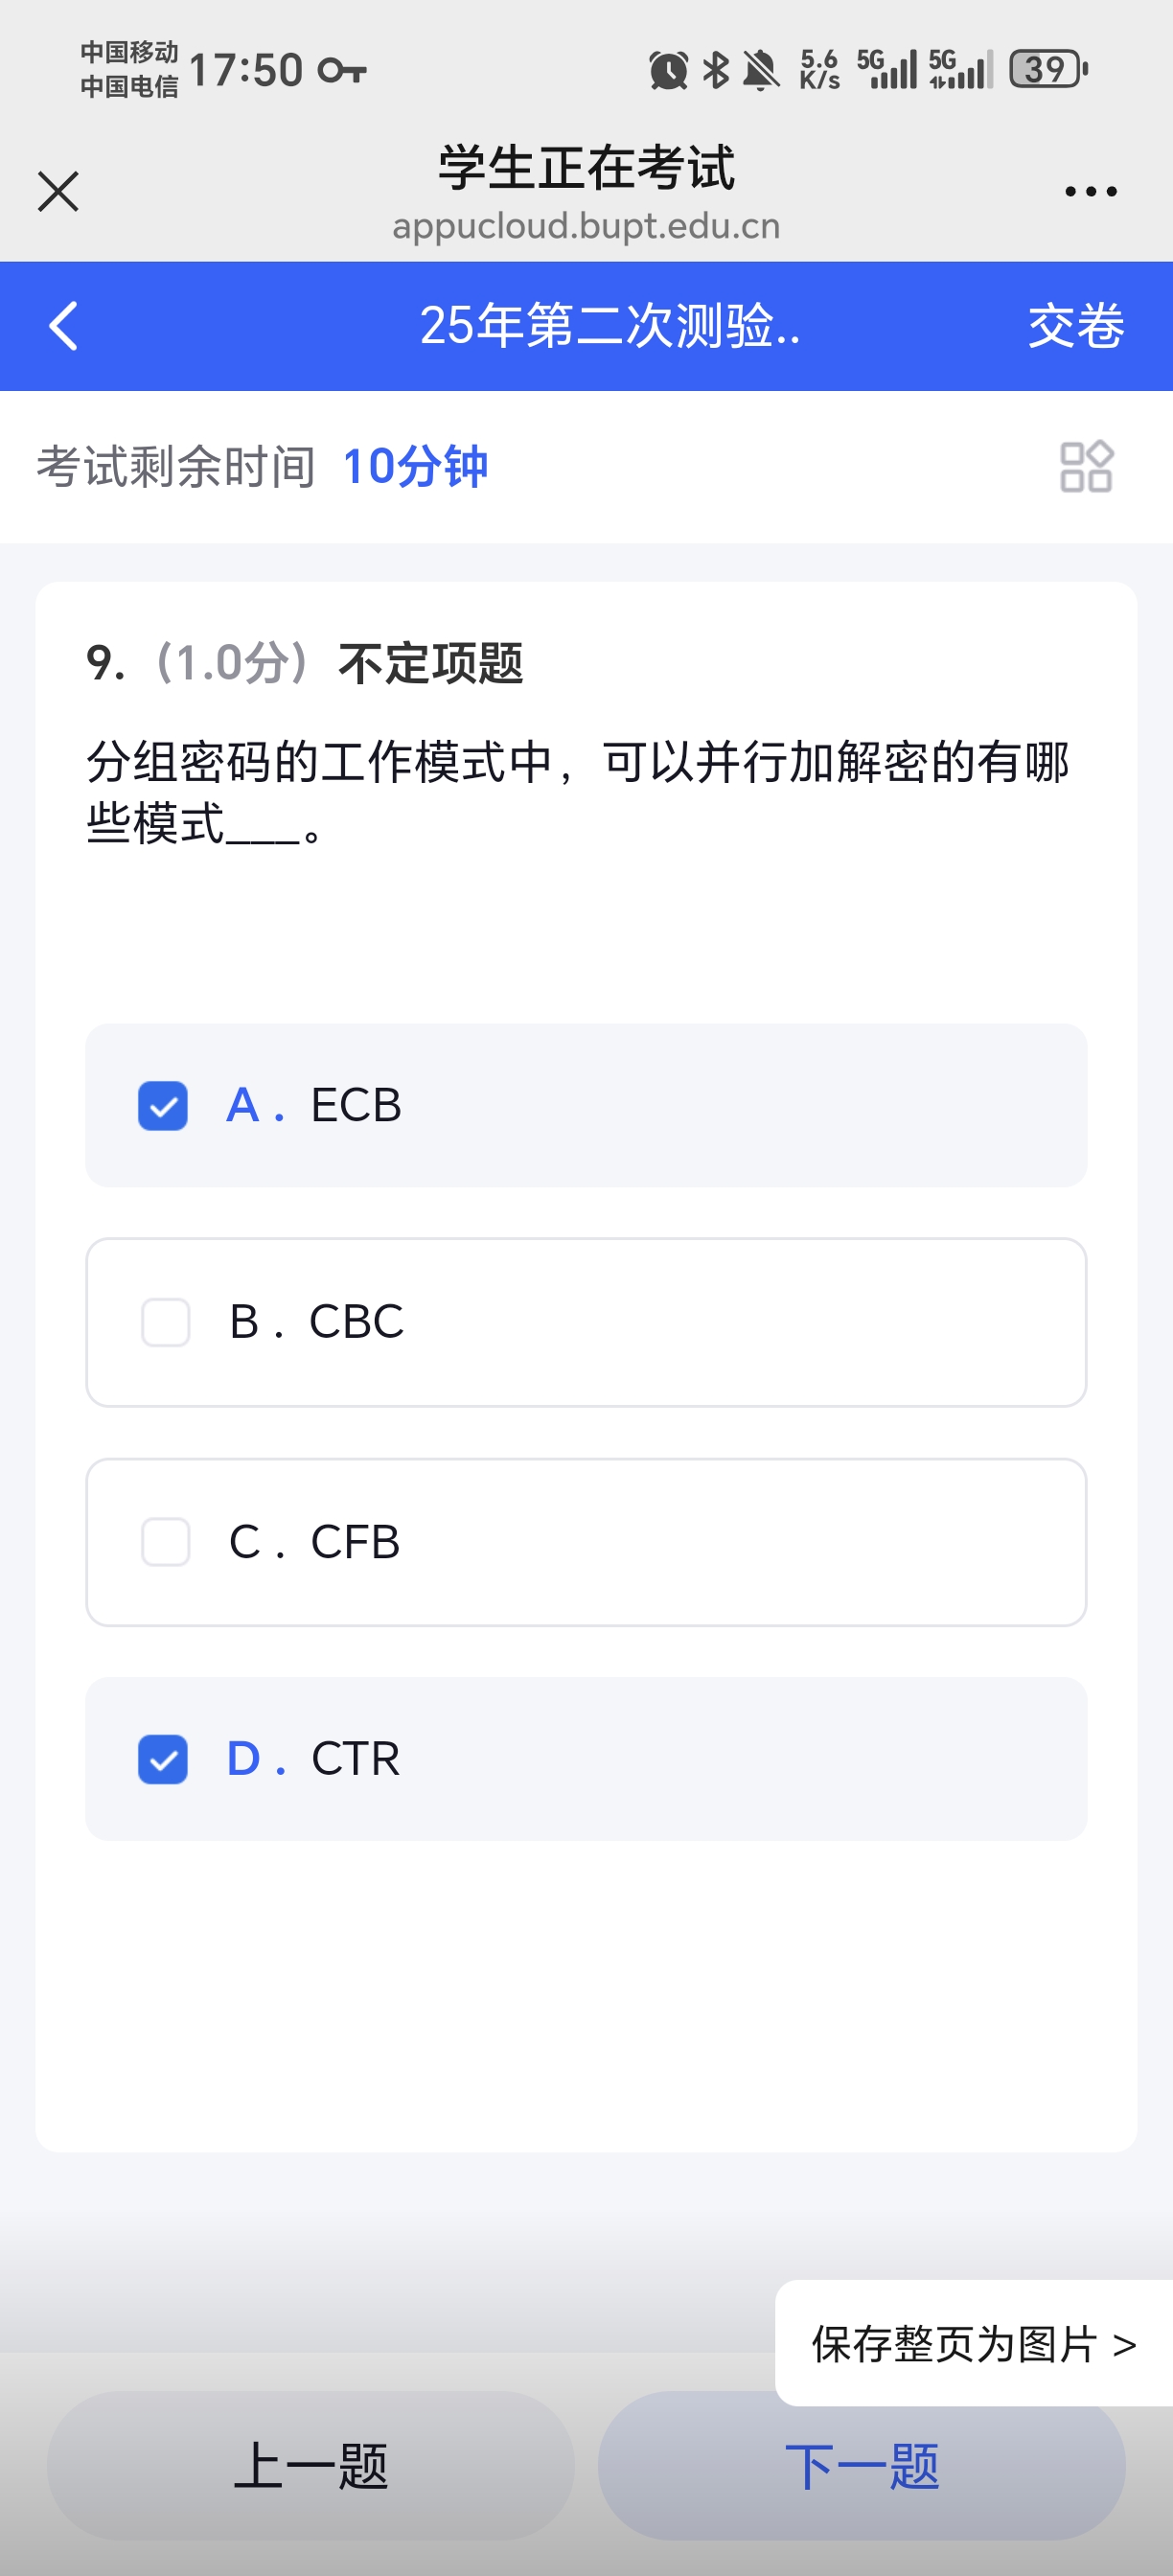 中国移动
中国电信
17:50
5.6
K/s
5G
5G
39
学生正在考试
appucloud.bupt.edu.cn
25年第二次测验..
交卷
考试剩余时间 10分钟
9. (1.0分) 不定项题
分组密码的工作模式中，可以并行加解密的有哪
些模式___。
A . ECB
B . CBC
C . CFB
D . CTR
保存整页为图片 >
上一题
下一题